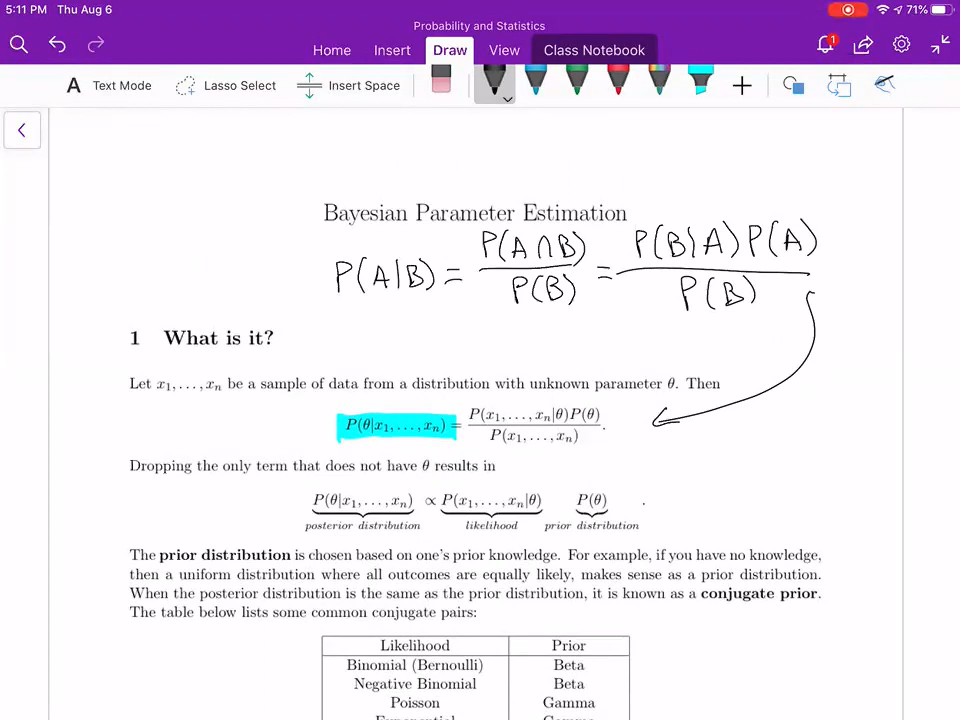 5:11 PM Thu Aug 6
71%
Probability and Statistics
Home Insert Draw View Class Notebook
1
A Text Mode Lasso Select Insert Space
Bayesian Parameter Estimation
P(A|B) = P(A∩B) / P(B) = P(B|A) P(A) / P(B)
1 What is it?
Let x₁, . . . , xₙ be a sample of data from a distribution with unknown parameter θ. Then
P(θ|x₁, . . . , xₙ) = P(x₁, . . . , xₙ|θ)P(θ) / P(x₁, . . . , xₙ).
Dropping the only term that does not have θ results in
P(θ|x₁, . . . , xₙ) ∝ P(x₁, . . . , xₙ|θ) P(θ) .
posterior distribution likelihood prior distribution
The prior distribution is chosen based on one's prior knowledge. For example, if you have no knowledge,
then a uniform distribution where all outcomes are equally likely, makes sense as a prior distribution.
When the posterior distribution is the same as the prior distribution, it is known as a conjugate prior.
The table below lists some common conjugate pairs:
Likelihood Prior
Binomial (Bernoulli) Beta
Negative Binomial Beta
Poisson Gamma
Exponential Gamma